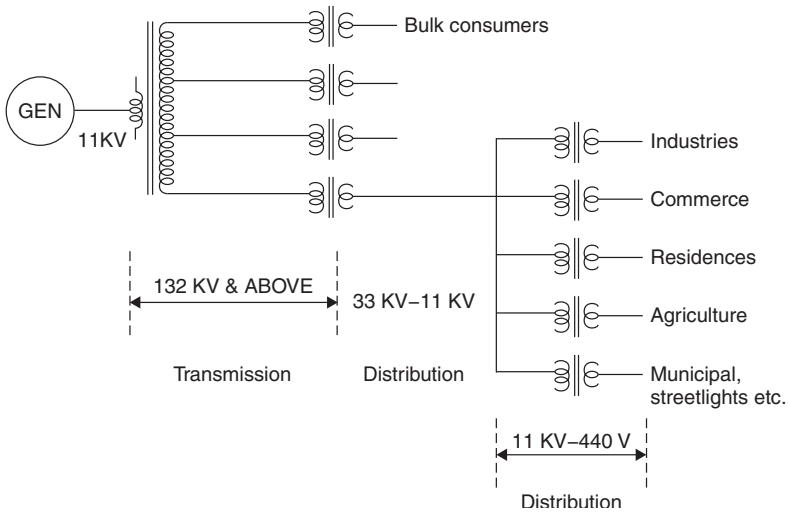 Bulk consumers
GEN
11KV
Industries
Commerce
Residences
Agriculture
Municipal,
streetlights etc.
132 KV & ABOVE
33 KV–11 KV
Transmission
Distribution
11 KV–440 V
Distribution